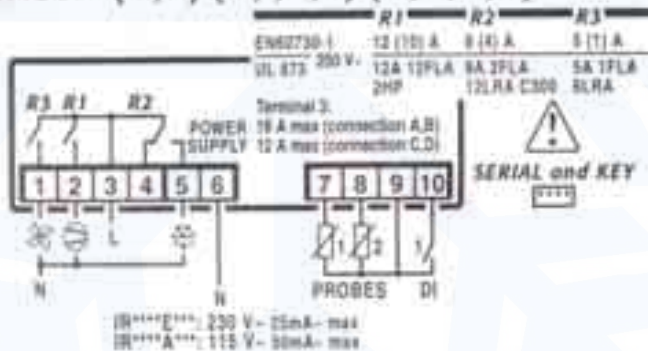 R1 R2 R3
EN60730-1 12 (10) A 8 (4) A 5 (1) A
UL 873 250 V~ 12A 12FLA 8A 2FLA 5A 1FLA
2HP 12LRA C300 6LRA
R3 R1 R2
Terminal 3:
POWER SUPPLY
16 A max (connection A,B)
12 A max (connection C,D)
SERIAL and KEY
1 2 3 4 5 6 7 8 9 10
L
1 2 1
N N
PROBES DI
IR****E***: 230 V~ 25mA~ max
IR****A***: 115 V~ 50mA~ max